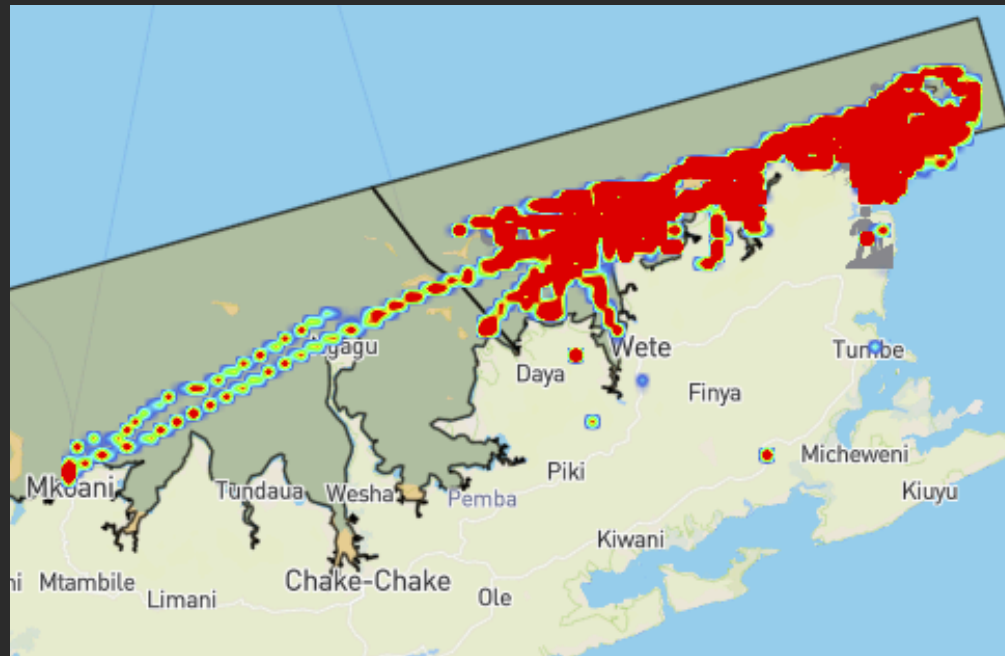 Wete
Daya
Tumbe
Finya
Micheweni
Piki
Kiuyu
Mkoani
Tundaua
Wesha
Pemba
Kiwani
Mtambile
Limani
Chake-Chake
Ole